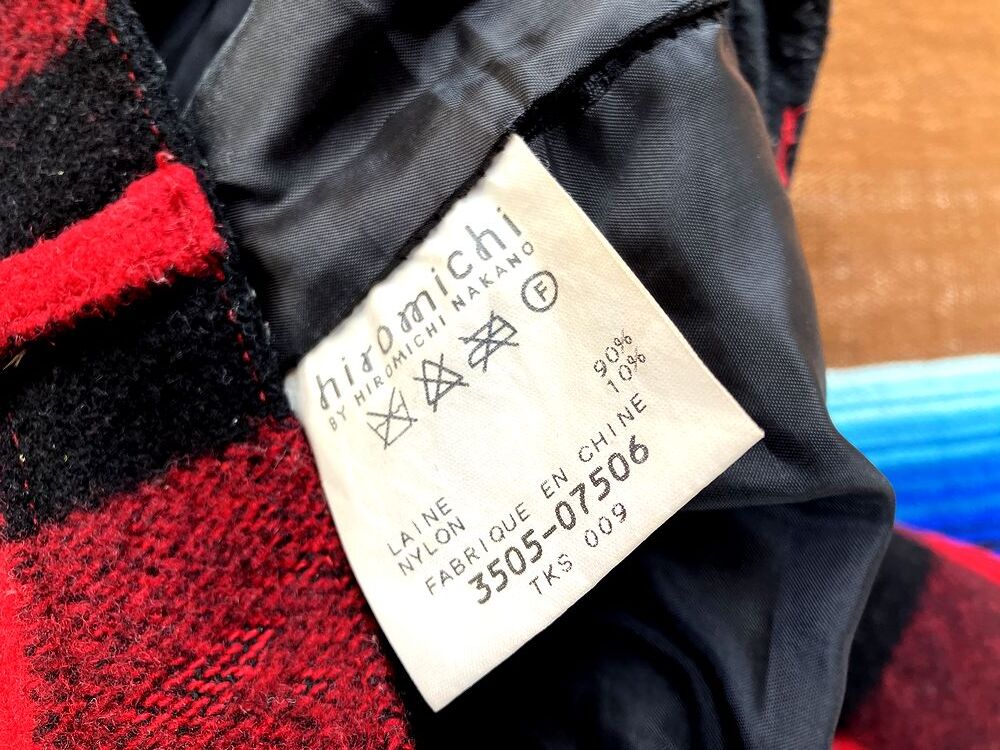 hiromichi
BY HIROMICHI NAKANO
F
LAINE 90%
NYLON 10%
FABRIQUE EN CHINE
3505-07506
TKS 009